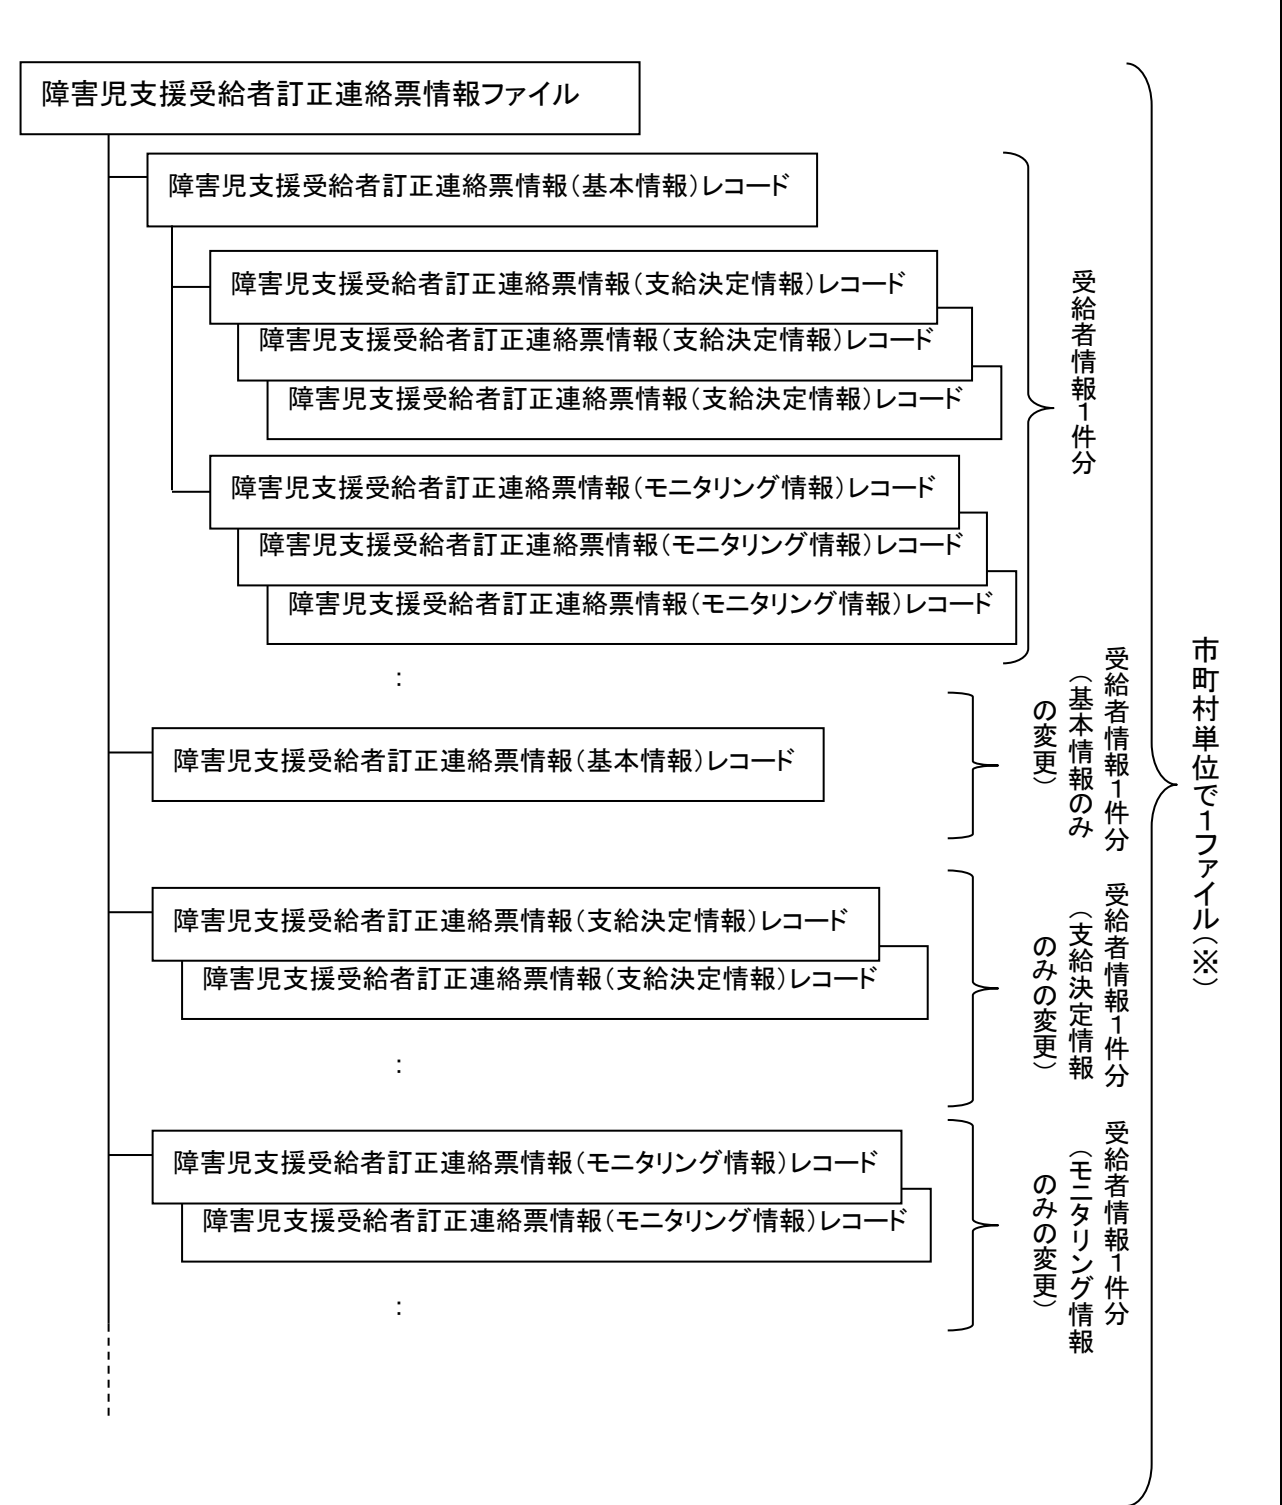 障害児支援受給者訂正連絡票情報ファイル
障害児支援受給者訂正連絡票情報（基本情報）レコード
障害児支援受給者訂正連絡票情報（支給決定情報）レコード
障害児支援受給者訂正連絡票情報（支給決定情報）レコード
障害児支援受給者訂正連絡票情報（支給決定情報）レコード
障害児支援受給者訂正連絡票情報（モニタリング情報）レコード
障害児支援受給者訂正連絡票情報（モニタリング情報）レコード
障害児支援受給者訂正連絡票情報（モニタリング情報）レコード
：
受給者情報１件分
障害児支援受給者訂正連絡票情報（基本情報）レコード
受給者情報１件分
（基本情報のみ
の変更）
障害児支援受給者訂正連絡票情報（支給決定情報）レコード
障害児支援受給者訂正連絡票情報（支給決定情報）レコード
：
受給者情報１件分
（支給決定情報
のみの変更）
障害児支援受給者訂正連絡票情報（モニタリング情報）レコード
障害児支援受給者訂正連絡票情報（モニタリング情報）レコード
：
受給者情報１件分
（モニタリング情報
のみの変更）
市町村単位で１ファイル（※）